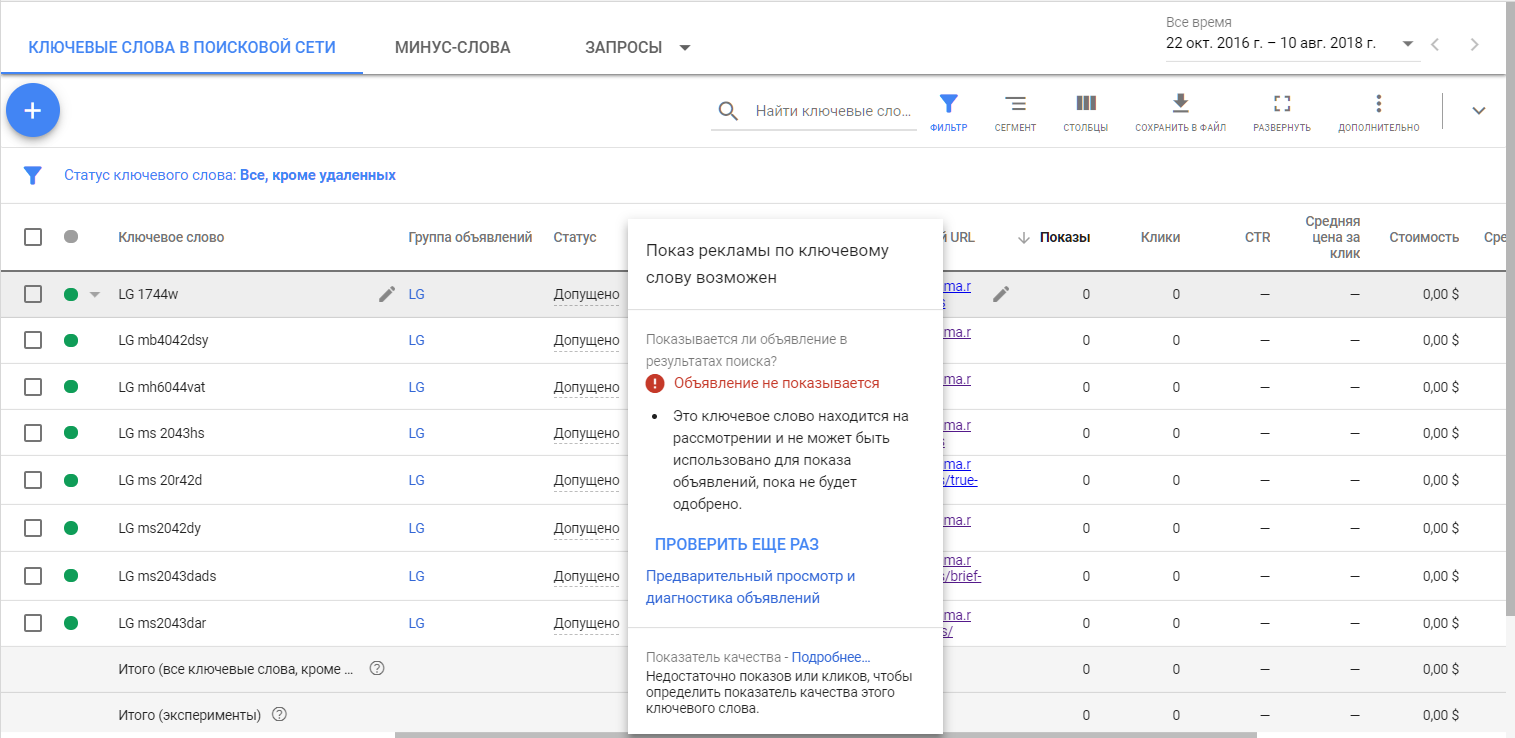 Все время
КЛЮЧЕВЫЕ СЛОВА В ПОИСКОВОЙ СЕТИ МИНУС-СЛОВА ЗАПРОСЫ 22 окт. 2016 г. – 10 авг. 2018 г.
+ Найти ключевые сло... ФИЛЬТР СЕГМЕНТ СТОЛБЦЫ СОХРАНИТЬ В ФАЙЛ РАЗВЕРНУТЬ ДОПОЛНИТЕЛЬНО
Статус ключевого слова: Все, кроме удаленных
Ключевое слово Группа объявлений Статус й URL Показы Клики CTR Средняя цена за клик Стоимость Сре
LG 1744w LG Допущено ma.r s 0 0 — — 0,00 $
LG mb4042dsy LG Допущено ma.r 0 0 — — 0,00 $
LG mh6044vat LG Допущено ma.r 0 0 — — 0,00 $
LG ms 2043hs LG Допущено ma.r s 0 0 — — 0,00 $
LG ms 20r42d LG Допущено ma.r s/true- 0 0 — — 0,00 $
LG ms2042dy LG Допущено ma.r 0 0 — — 0,00 $
LG ms2043dads LG Допущено ma.r s/brief- 0 0 — — 0,00 $
LG ms2043dar LG Допущено ma.r s/ 0 0 — — 0,00 $
Итого (все ключевые слова, кроме ... ? 0 0 — — 0,00 $
Итого (эксперименты) ? 0 0 — — 0,00 $
Показ рекламы по ключевому
слову возможен
Показывается ли объявление в
результатах поиска?
! Объявление не показывается
• Это ключевое слово находится на
рассмотрении и не может быть
использовано для показа
объявлений, пока не будет
одобрено.
ПРОВЕРИТЬ ЕЩЕ РАЗ
Предварительный просмотр и
диагностика объявлений
Показатель качества - Подробнее...
Недостаточно показов или кликов, чтобы
определить показатель качества этого
ключевого слова.